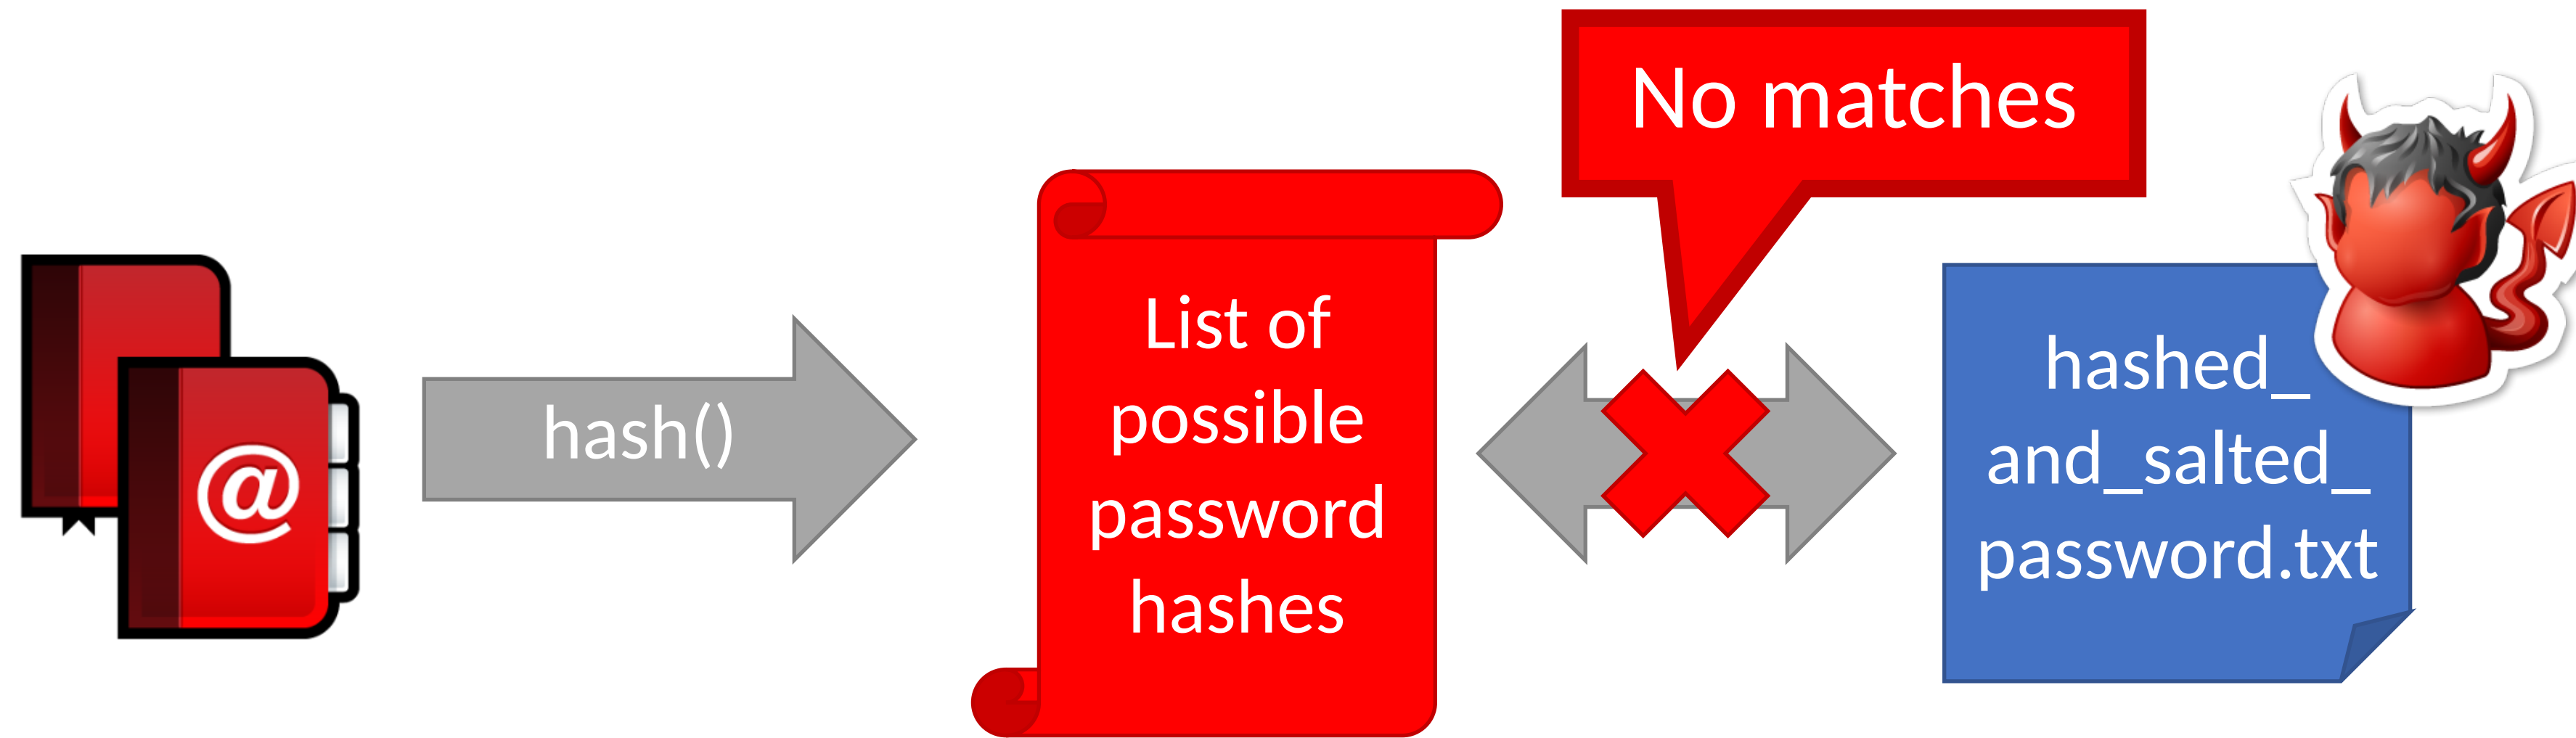 @
hash()
List of
possible
password
hashes
No matches
hashed_
and_salted_
password.txt